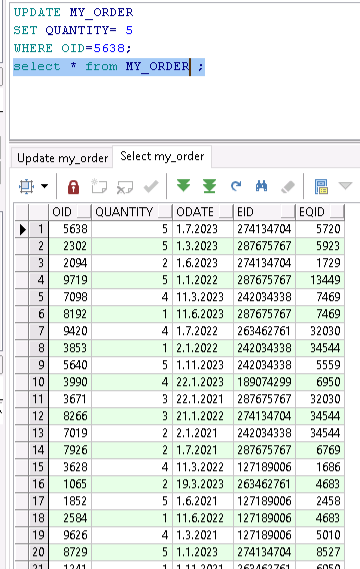 UPDATE MY_ORDER
SET QUANTITY= 5
WHERE OID=5638;
select * from MY_ORDER ;
Update my_order Select my_order
OID QUANTITY ODATE EID EQID
1 5638 5 1.7.2023 274134704 5720
2 2302 5 1.3.2023 287675767 5923
3 2094 2 1.6.2023 274134704 1729
4 9719 5 1.1.2022 287675767 13449
5 7098 4 11.3.2023 242034338 7469
6 8192 1 11.6.2023 287675767 7469
7 9420 4 1.7.2022 263462761 32030
8 3853 1 2.1.2022 242034338 34544
9 5640 5 1.11.2023 242034338 5559
10 3990 4 22.1.2023 189074299 6950
11 3671 3 22.1.2021 287675767 32030
12 8266 3 21.1.2022 274134704 34544
13 7019 2 2.1.2021 242034338 34544
14 7926 2 1.7.2021 287675767 6769
15 3628 4 11.3.2022 127189006 1686
16 1065 2 19.3.2023 263462761 4683
17 1852 5 1.6.2021 127189006 2458
18 2584 1 11.6.2022 127189006 4683
19 9626 4 1.3.2021 127189006 5010
20 8729 5 1.1.2023 274134704 8527